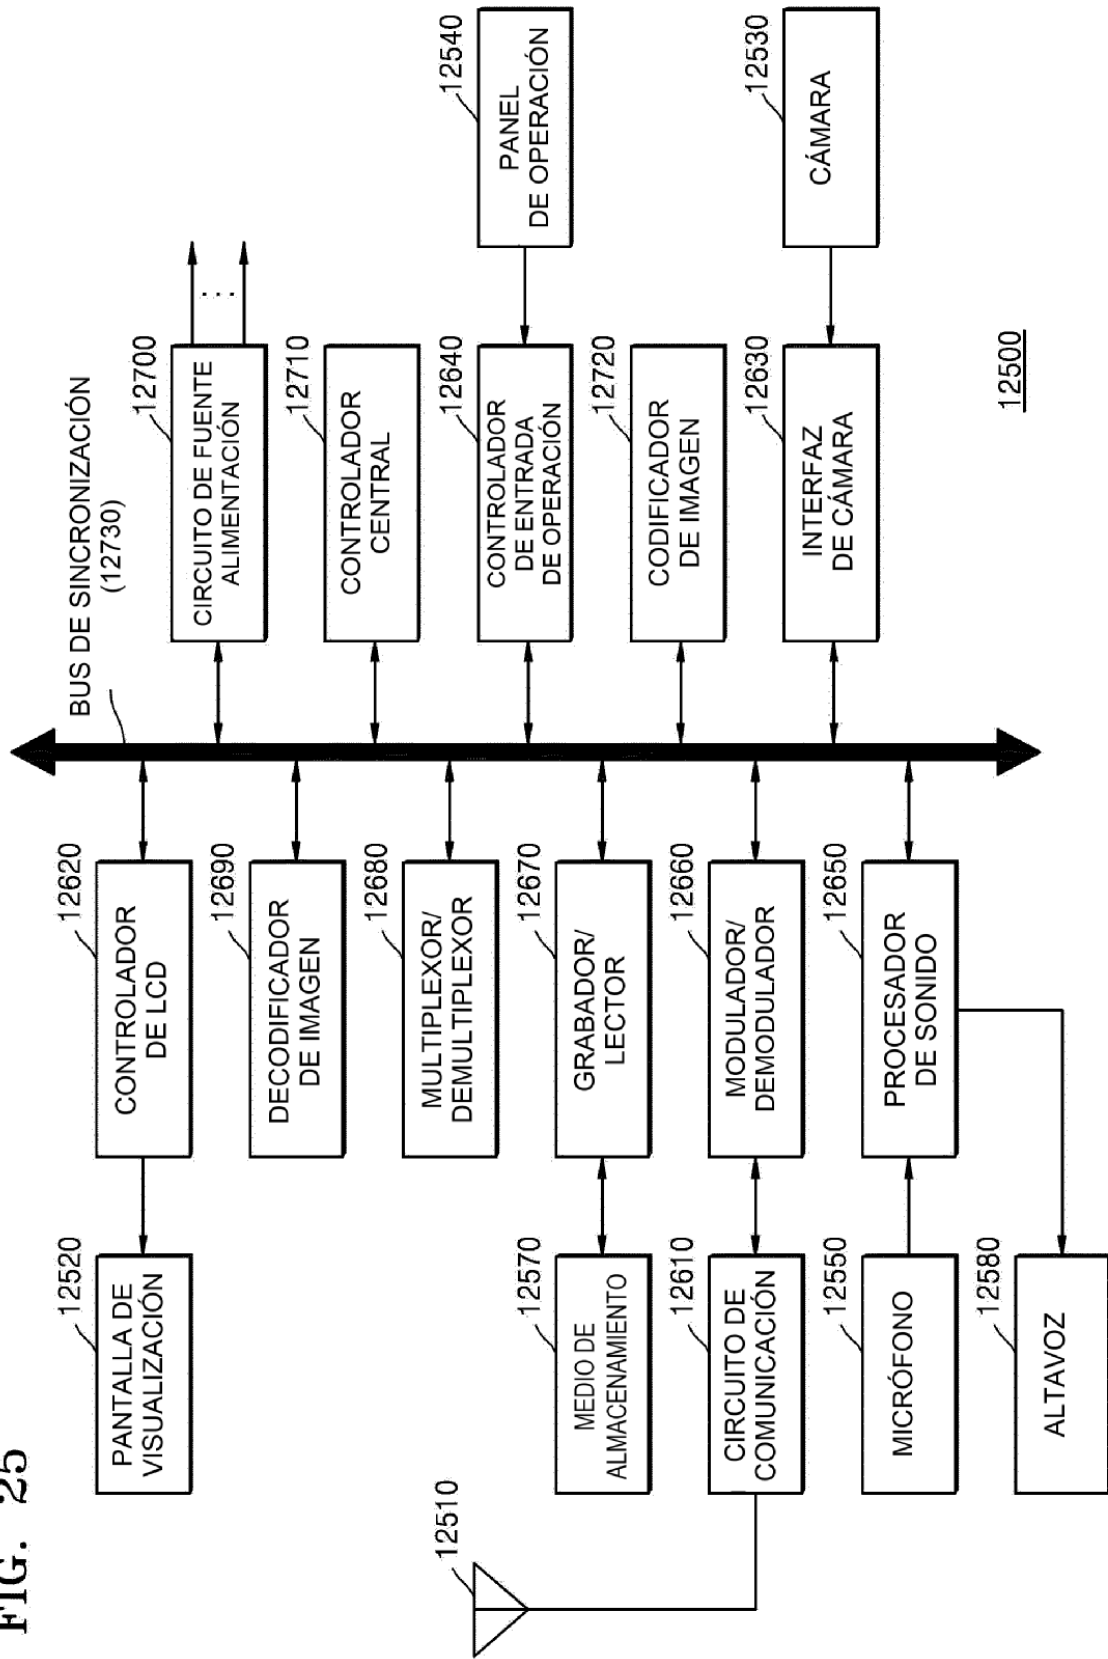 FIG. 25
12510
12520
PANTALLA DE
VISUALIZACIÓN
12570
MEDIO DE
ALMACENAMIENTO
12610
CIRCUITO DE
COMUNICACIÓN
12550
MICRÓFONO
12580
ALTAVOZ
12620
CONTROLADOR
DE LCD
12690
DECODIFICADOR
DE IMAGEN
12680
MULTIPLEXOR/
DEMULTIPLEXOR
12670
GRABADOR/
LECTOR
12660
MODULADOR/
DEMODULADOR
12650
PROCESADOR
DE SONIDO
BUS DE SINCRONIZACIÓN
(12730)
12700
CIRCUITO DE FUENTE
ALIMENTACIÓN
12710
CONTROLADOR
CENTRAL
12640
CONTROLADOR
DE ENTRADA
DE OPERACIÓN
12720
CODIFICADOR
DE IMAGEN
12630
INTERFAZ
DE CÁMARA
...
12540
PANEL
DE OPERACIÓN
12530
CÁMARA
12500